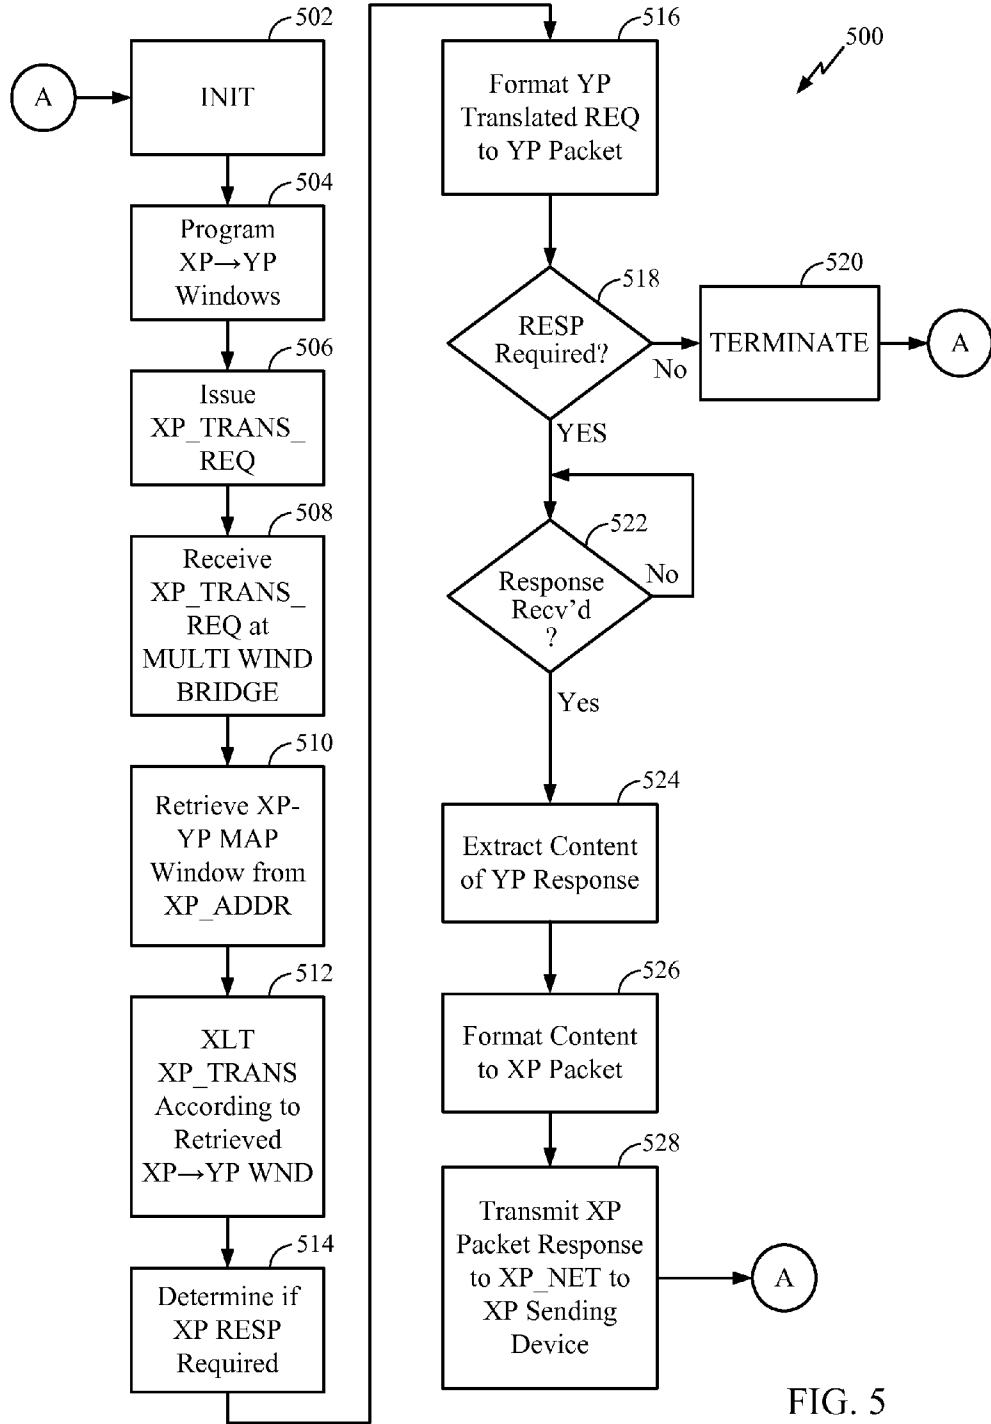 502
A
INIT
504
Program
XP→YP
Windows
506
Issue
XP_TRANS_
REQ
508
Receive
XP_TRANS_
REQ at
MULTI WIND
BRIDGE
510
Retrieve XP-
YP MAP
Window from
XP_ADDR
512
XLT
XP_TRANS
According to
Retrieved
XP→YP WND
514
Determine if
XP RESP
Required
516
Format YP
Translated REQ
to YP Packet
500
518
RESP
Required?
No
YES
520
TERMINATE
A
522
Response
Recv'd
?
No
Yes
524
Extract Content
of YP Response
526
Format Content
to XP Packet
528
Transmit XP
Packet Response
to XP_NET to
XP Sending
Device
A
FIG. 5